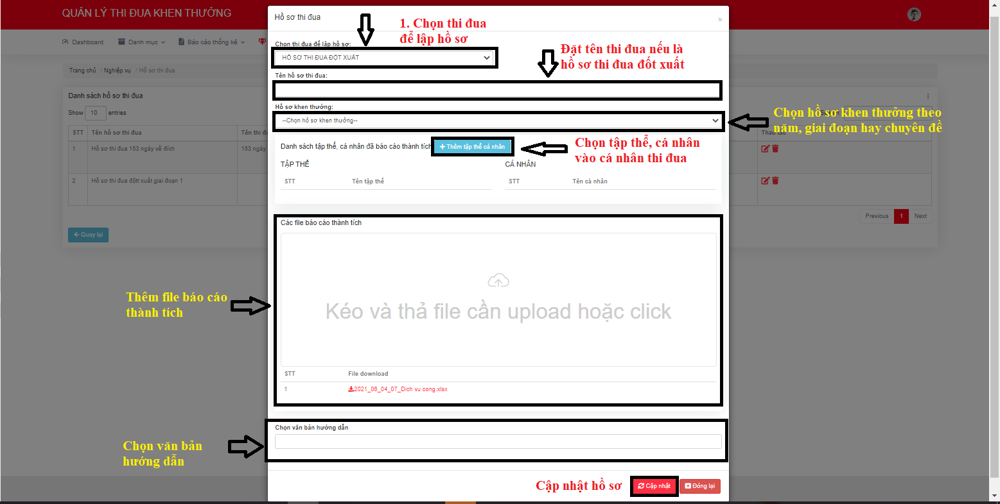 QUẢN LÝ THI ĐUA KHEN THƯỞNG
Dashboard
Danh mục
Báo cáo thống kê
Trang chủ / Nghiệp vụ / Hồ sơ thi đua
Danh sách hồ sơ thi đua
Show 10 entries
STT Tên hồ sơ thi đua Tên thi đu
Thao tác
1 Hồ sơ thi đua 153 ngày về đích 153 ngày
2 Hồ sơ thi đua độtt xuất giai đoạn 1
Previous 1 Next
Quay lại
Hồ sơ thi đua
×
1. Chọn thi đua
để lập hồ sơ
Chọn thi đua để lập hồ sơ:
HỒ SƠ THI ĐUA ĐỘT XUẤT
Đặt tên thi đua nếu là
hồ sơ thi đua đốt xuất
Tên hồ sơ thi đua:
Hồ sơ khen thưởng:
--Chọn hồ sơ khen thưởng--
Chọn hồ sơ khen thưởng theo
năm, giai đoạn hay chuyên đề
Danh sách tập thể, cá nhân đã báo cáo thành tích
Thêm tập thể cá nhân
Chọn tập thể, cá nhân
vào cá nhân thi đua
TẬP THỂ
CÁ NHÂN
STT Tên tập thể
STT Tên cá nhân
Các file báo cáo thành tích
Kéo và thả file cần upload hoặc click
Thêm file báo cáo
thành tích
STT File download
1 2021_06_04_07_Dich vu cong.xlsx
Chọn văn bản hướng dẫn
Chọn văn bản
hướng dẫn
Cập nhật hồ sơ
Cập nhật
Đóng lại